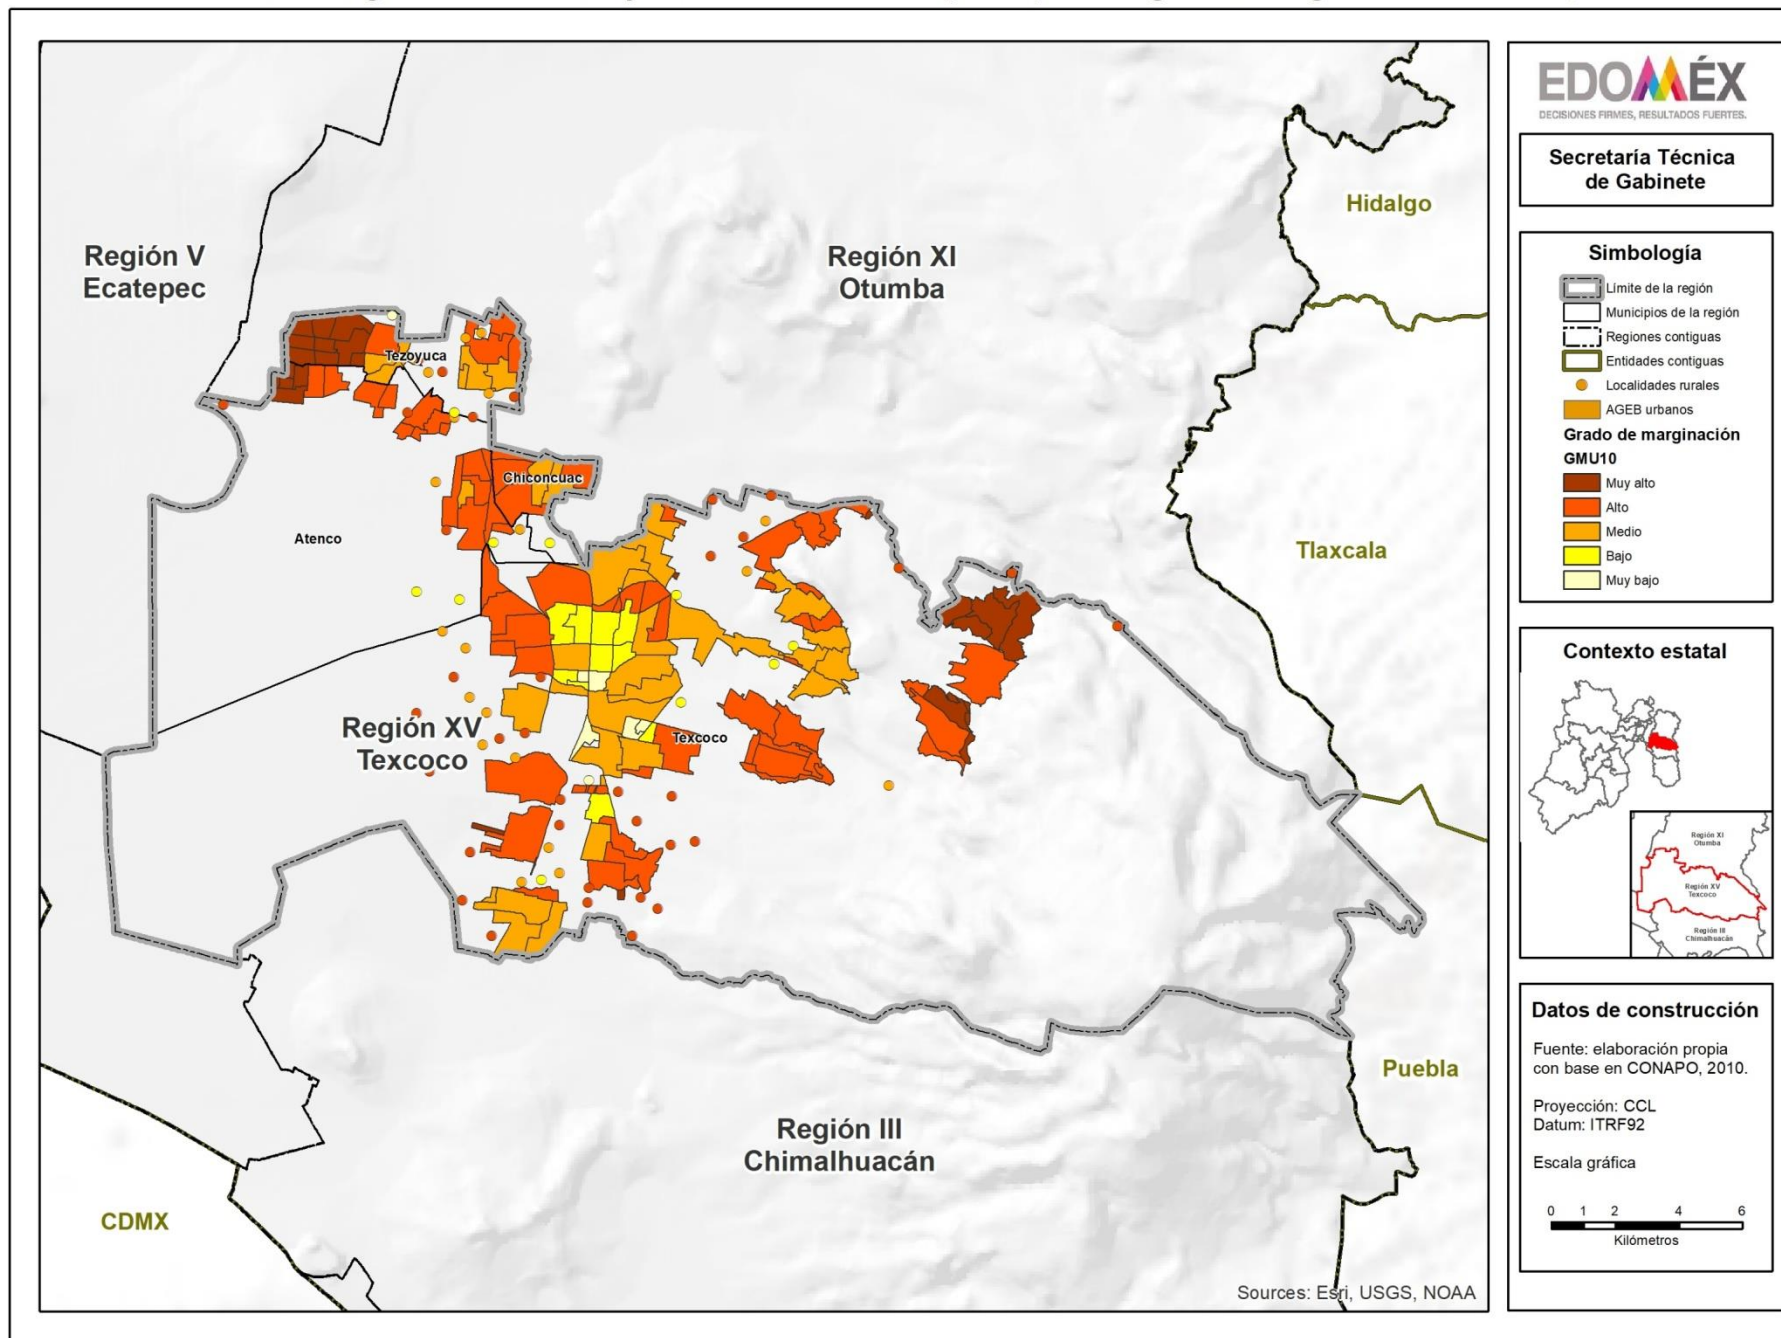 Región V
Ecatepec
Región XI
Otumba
Hidalgo
Tezoyuca
Chiconcuac
Atenco
Tlaxcala
Región XV
Texcoco
Texcoco
Puebla
Región III
Chimalhuacán
CDMX
Sources: Esri, USGS, NOAA
EDOMÉX
DECISIONES FIRMES, RESULTADOS FUERTES.
Secretaría Técnica
de Gabinete
Simbología
Límite de la región
Municipios de la región
Regiones contiguas
Entidades contiguas
Localidades rurales
AGEB urbanos
Grado de marginación
GMU10
Muy alto
Alto
Medio
Bajo
Muy bajo
Contexto estatal
Región XI
Otumba
Región XV
Texcoco
Región III
Chimalhuacán
Datos de construcción
Fuente: elaboración propia
con base en CONAPO, 2010.
Proyección: CCL
Datum: ITRF92
Escala gráfica
0 1 2 4 6
Kilómetros